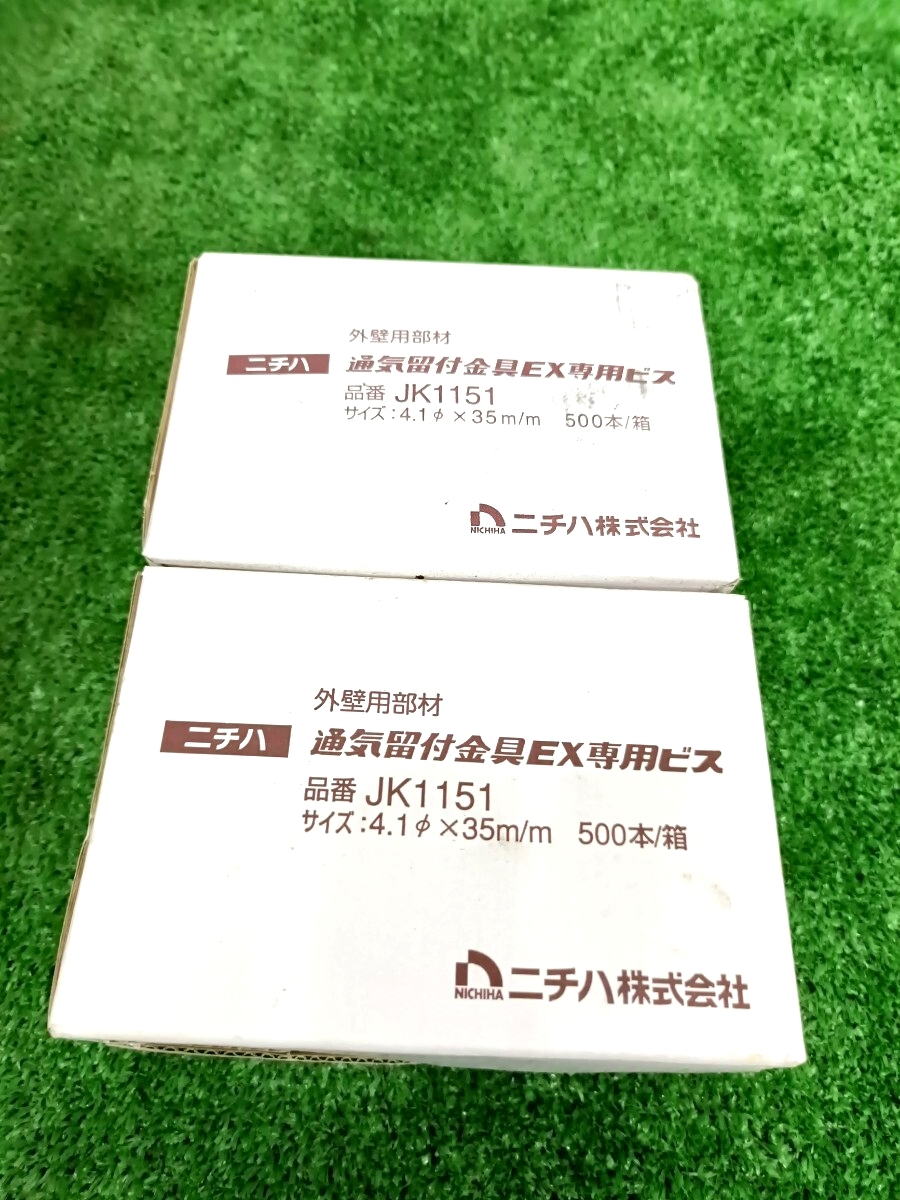 外壁用部材
ニチハ 通気留付金具EX専用ビス
品番 JK1151
サイズ:4.1φ×35m/m 500本/箱
NICHIHA ニチハ株式会社
外壁用部材
ニチハ 通気留付金具EX専用ビス
品番 JK1151
サイズ:4.1φ×35m/m 500本/箱
NICHIHA ニチハ株式会社